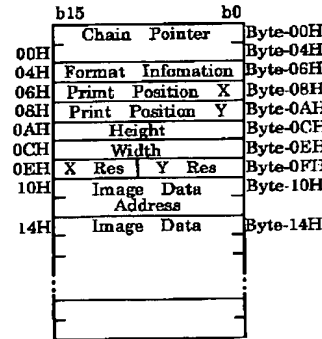 b15 b0
Chain Pointer Byte-00H
00H Byte-04H
04H Format Infomation Byte-06H
06H Print Position X Byte-08H
08H Print Position Y Byte-0AH
0AH Height Byte-0CH
0CH Width Byte-0EH
0EH X Res Y Res Byte-0FH
10H Image Data Byte-10H
Address
14H Image Data Byte-14H